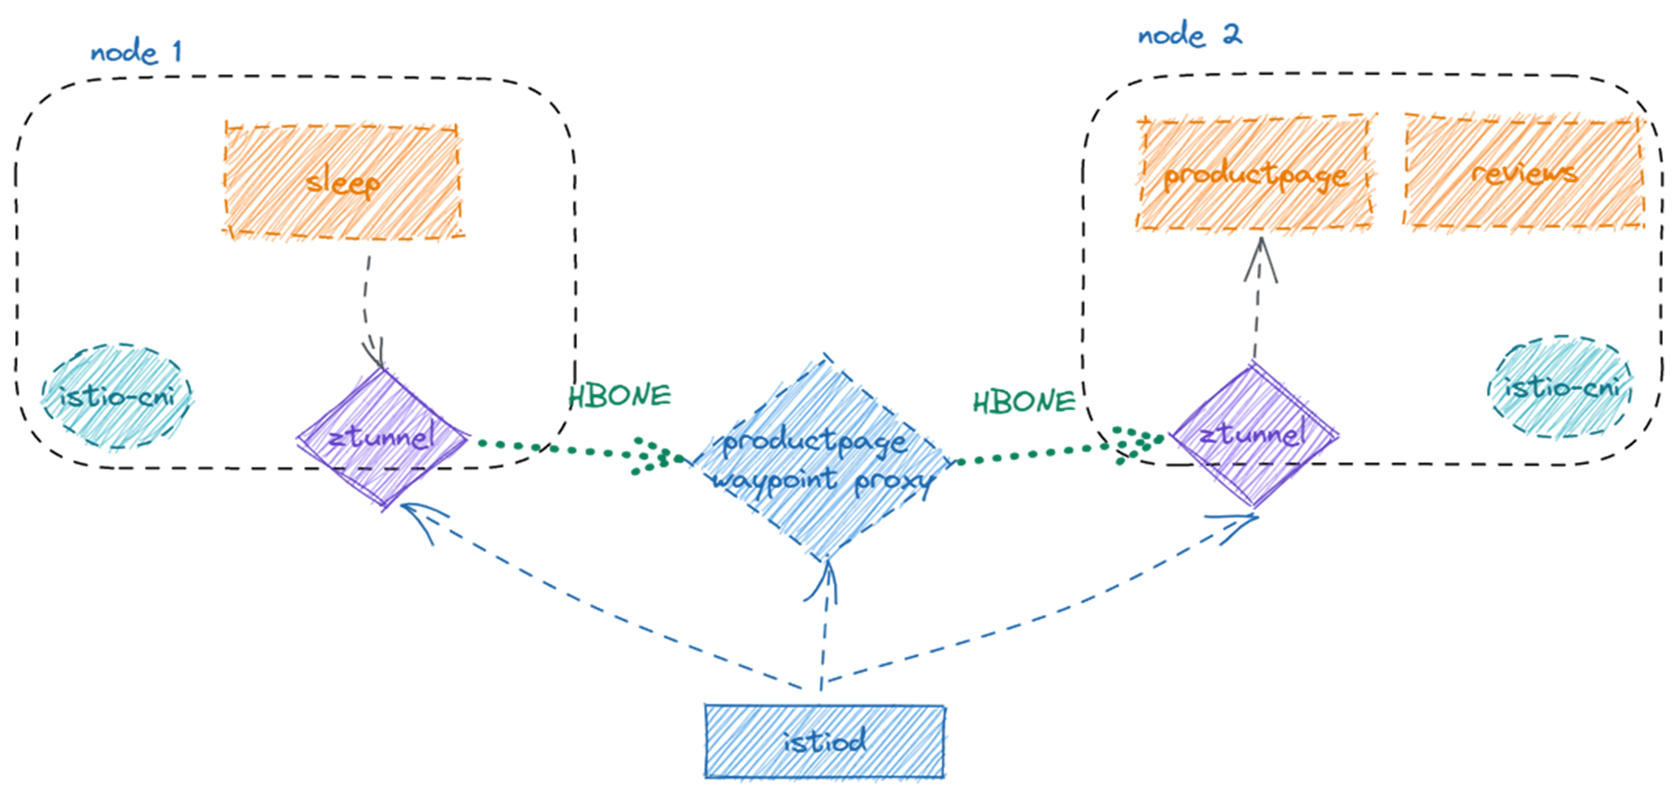 node 1
node 2
sleep
productpage
reviews
istio-cni
ztunnel
HBONE
productpage
waypoint proxy
HBONE
ztunnel
istio-cni
istiod